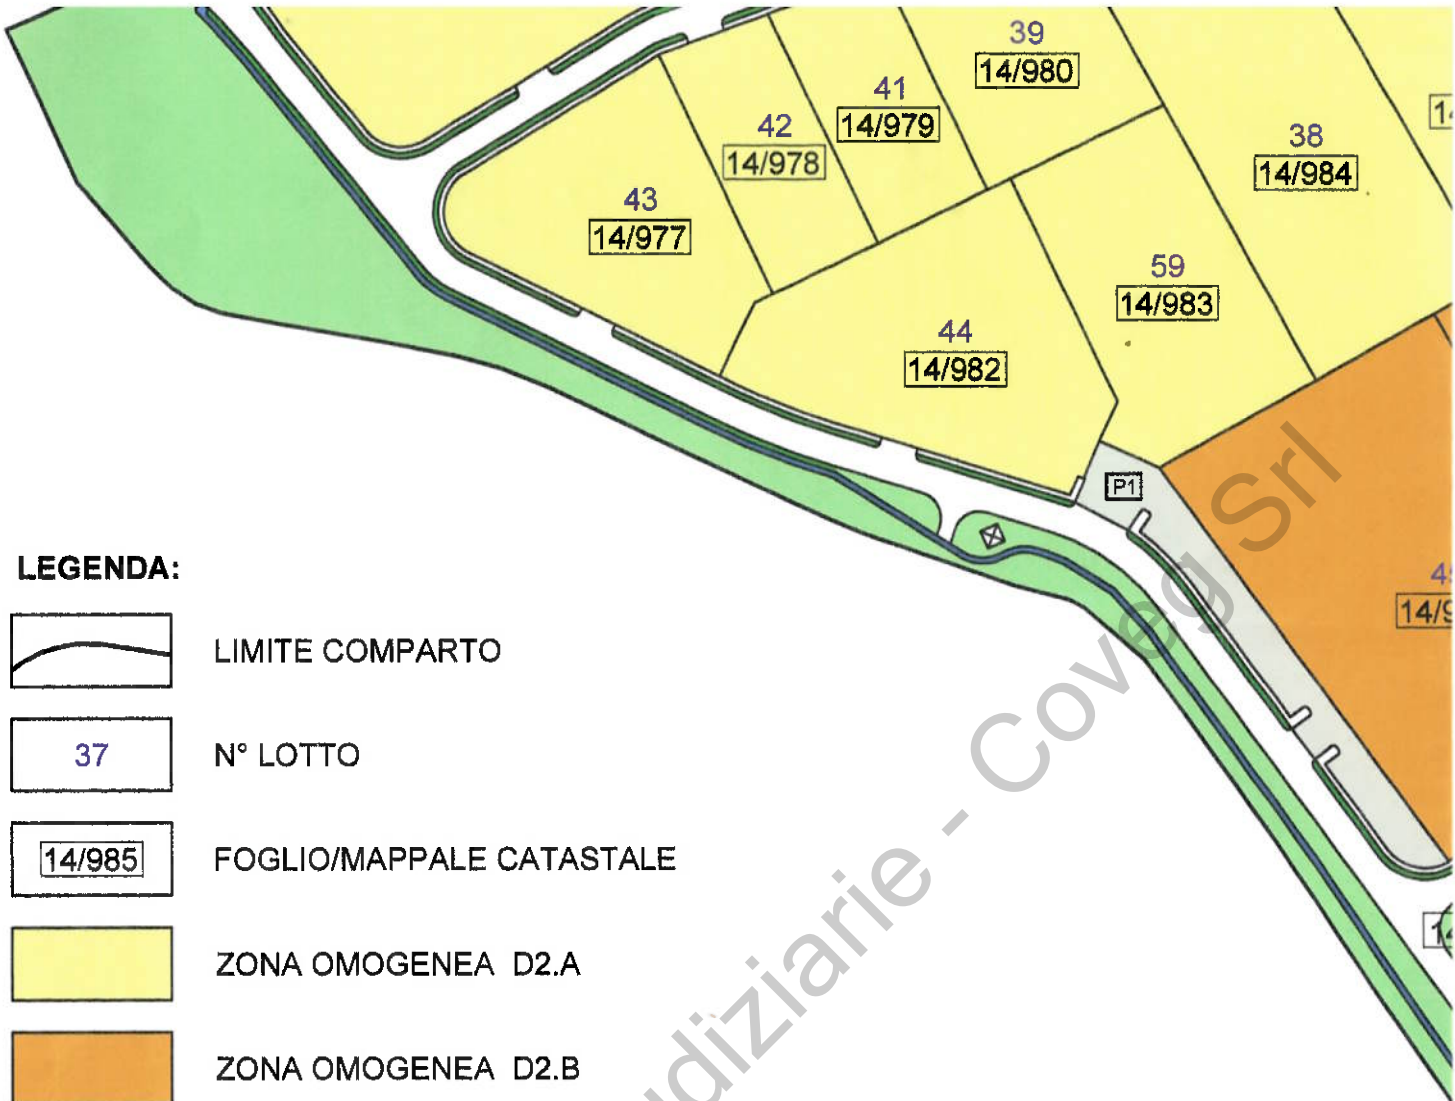 39
14/980
41
14/979
42
14/978
38
14/984
43
14/977
59
14/983
44
14/982
P1
LEGENDA:
LIMITE COMPARTO
37 N° LOTTO
14/985 FOGLIO/MAPPALE CATASTALE
ZONA OMOGENEA D2.A
ZONA OMOGENEA D2.B
udiziarie - Coveg Srl